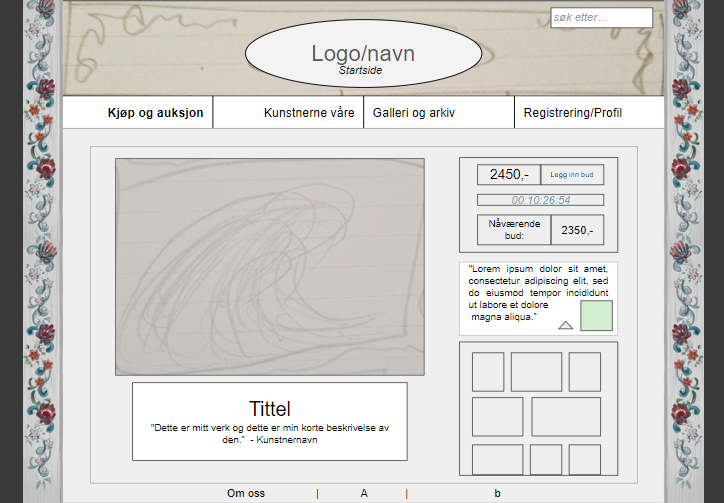 søk etter…
Logo/navn
Startside
Kjøp og auksjon
Kunstnerne våre
Galleri og arkiv
Registrering/Profil
2450,-
Legg inn bud
00:10:26:54
Nåværende
bud:
2350,-
"Lorem ipsum dolor sit amet,
consectetur adipiscing elit, sed
do eiusmod tempor incididunt
ut labore et dolore
magna aliqua."
Tittel
"Dette er mitt verk og dette er min korte beskrivelse av
den." - Kunstnernavn
Om oss | A | b